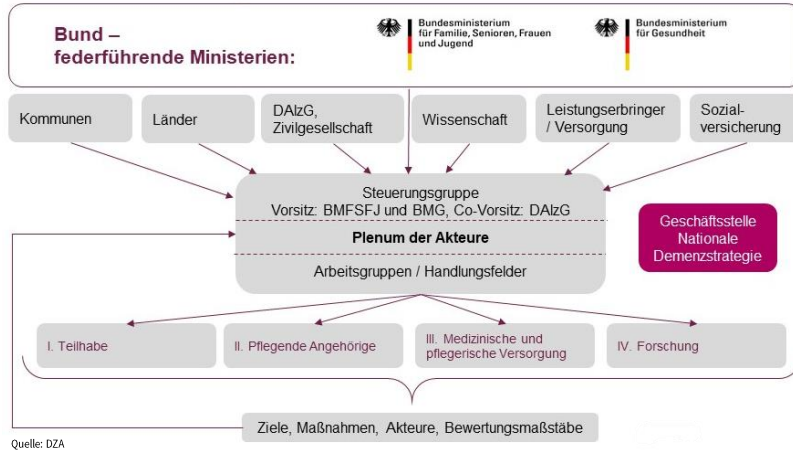 Bund –
federführende Ministerien:
Bundesministerium
für Familie, Senioren, Frauen
und Jugend
Bundesministerium
für Gesundheit
Kommunen
Länder
DAlzG,
Zivilgesellschaft
Wissenschaft
Leistungserbringer
/ Versorgung
Sozial-
versicherung
Steuerungsgruppe
Vorsitz: BMFSFJ und BMG, Co-Vorsitz: DAlzG
Plenum der Akteure
Arbeitsgruppen / Handlungsfelder
Geschäftsstelle
Nationale
Demenzstrategie
I. Teilhabe
II. Pflegende Angehörige
III. Medizinische und
pflegerische Versorgung
IV. Forschung
Ziele, Maßnahmen, Akteure, Bewertungsmaßstäbe
Quelle: DZA